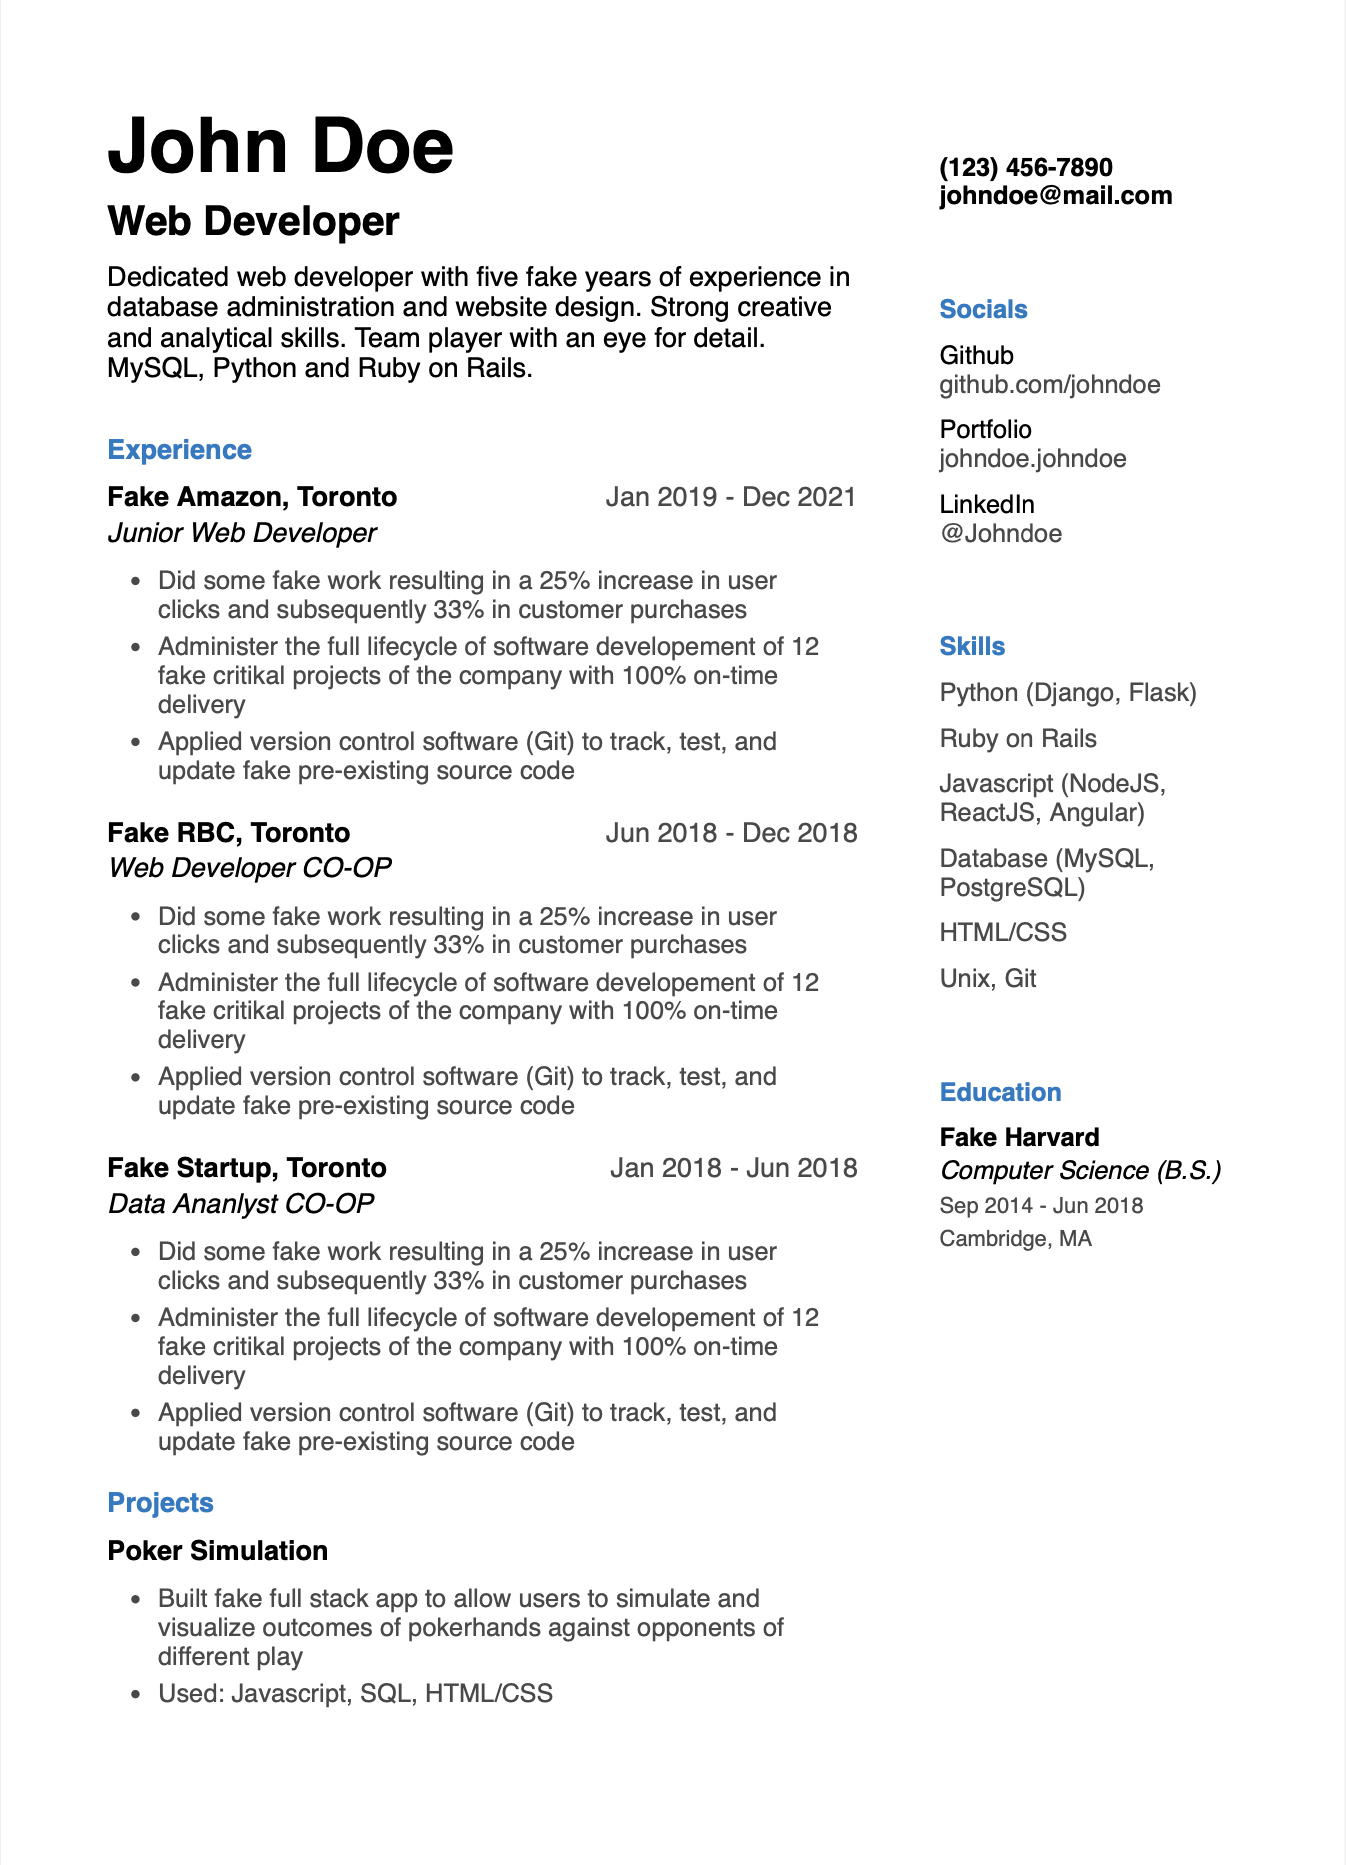 John Doe
Web Developer
Dedicated web developer with five fake years of experience in
database administration and website design. Strong creative
and analytical skills. Team player with an eye for detail.
MySQL, Python and Ruby on Rails.
Experience
Fake Amazon, Toronto Jan 2019 - Dec 2021
Junior Web Developer
• Did some fake work resulting in a 25% increase in user
clicks and subsequently 33% in customer purchases
• Administer the full lifecycle of software developement of 12
fake critikal projects of the company with 100% on-time
delivery
• Applied version control software (Git) to track, test, and
update fake pre-existing source code
Fake RBC, Toronto Jun 2018 - Dec 2018
Web Developer CO-OP
• Did some fake work resulting in a 25% increase in user
clicks and subsequently 33% in customer purchases
• Administer the full lifecycle of software developement of 12
fake critikal projects of the company with 100% on-time
delivery
• Applied version control software (Git) to track, test, and
update fake pre-existing source code
Fake Startup, Toronto Jan 2018 - Jun 2018
Data Ananlyst CO-OP
• Did some fake work resulting in a 25% increase in user
clicks and subsequently 33% in customer purchases
• Administer the full lifecycle of software developement of 12
fake critikal projects of the company with 100% on-time
delivery
• Applied version control software (Git) to track, test, and
update fake pre-existing source code
Projects
Poker Simulation
• Built fake full stack app to allow users to simulate and
visualize outcomes of pokerhands against opponents of
different play
• Used: Javascript, SQL, HTML/CSS
(123) 456-7890
johndoe@mail.com
Socials
Github
github.com/johndoe
Portfolio
johndoe.johndoe
LinkedIn
@Johndoe
Skills
Python (Django, Flask)
Ruby on Rails
Javascript (NodeJS,
ReactJS, Angular)
Database (MySQL,
PostgreSQL)
HTML/CSS
Unix, Git
Education
Fake Harvard
Computer Science (B.S.)
Sep 2014 - Jun 2018
Cambridge, MA